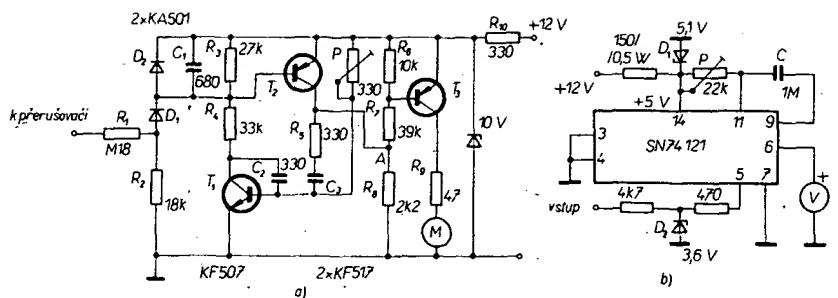 2×KA501
D₂
C₁
680
R₃
27k
T₂
P
330
R₆
10k
T₃
R₁₀
330
+12 V
k přerušovači
R₁
M18
D₁
R₄
33k
R₅
330
R₇
39k
10 V
A
R₂
18k
T₁
C₂
330
C₃
R₈
2k2
R₉
47
M
KF507
2×KF517
a)
5,1 V
150/
/0,5 W
D₁
P
22k
C
1M
+12 V
+5 V
14
11
9
3
4
SN74 121
6
5
7
+
V
vstup
4k7
470
D₂
3,6 V
b)